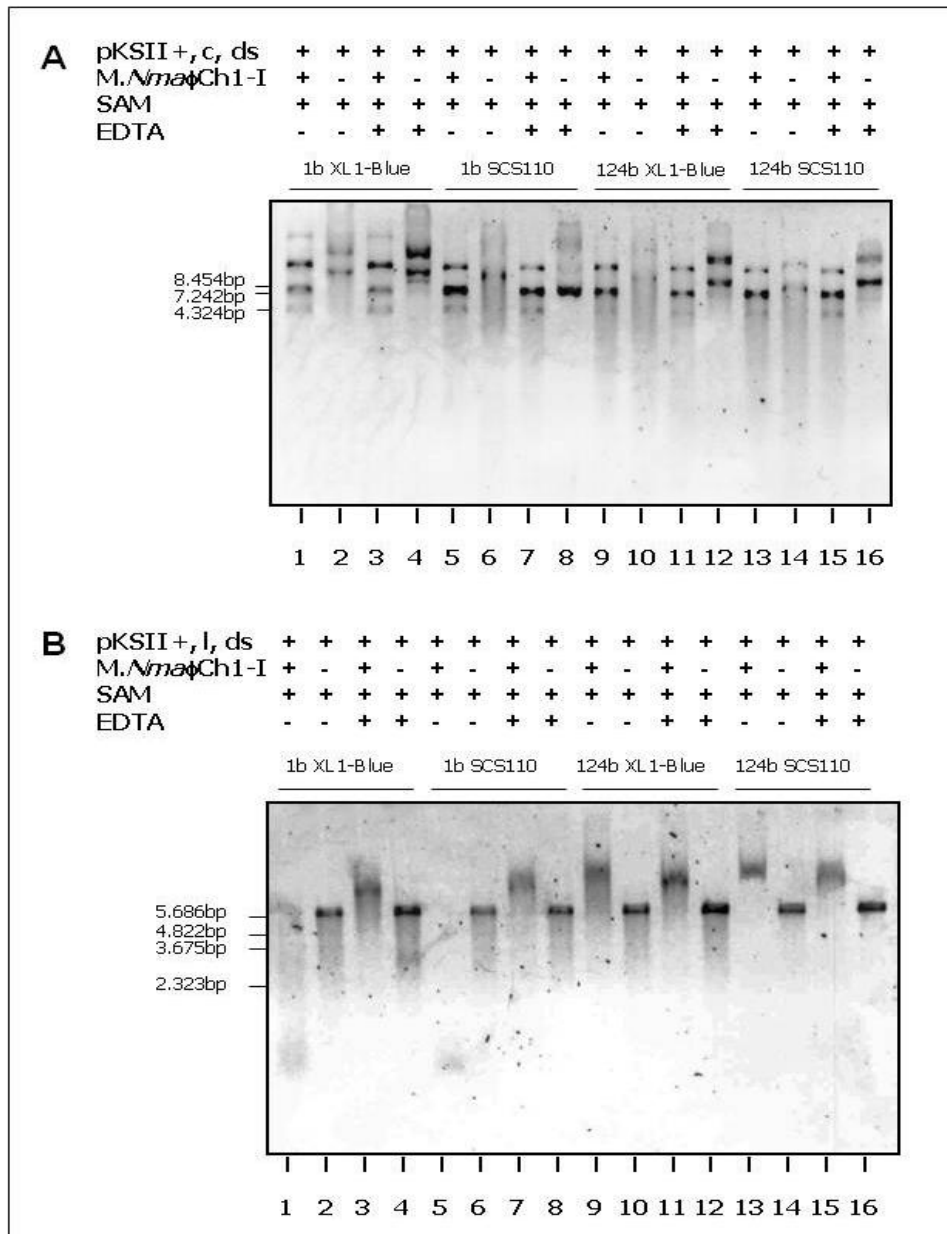 A
pKSII+, c, ds + + + + + + + + + + + + + + + +
M.NmaϕCh1-I + - + - + - + - + - + - + - + -
SAM + + + + + + + + + + + + + + + +
EDTA - - + + - - + + - - + + - - + +
1b XL1-Blue 1b SCS110 124b XL1-Blue 124b SCS110
8.454bp
7.242bp
4.324bp
1 2 3 4 5 6 7 8 9 10 11 12 13 14 15 16
B
pKSII+, l, ds + + + + + + + + + + + + + + + +
M.NmaϕCh1-I + - + - + - + - + - + - + - + -
SAM + + + + + + + + + + + + + + + +
EDTA - - + + - - + + - - + + - - + +
1b XL1-Blue 1b SCS110 124b XL1-Blue 124b SCS110
5.686bp
4.822bp
3.675bp
2.323bp
1 2 3 4 5 6 7 8 9 10 11 12 13 14 15 16